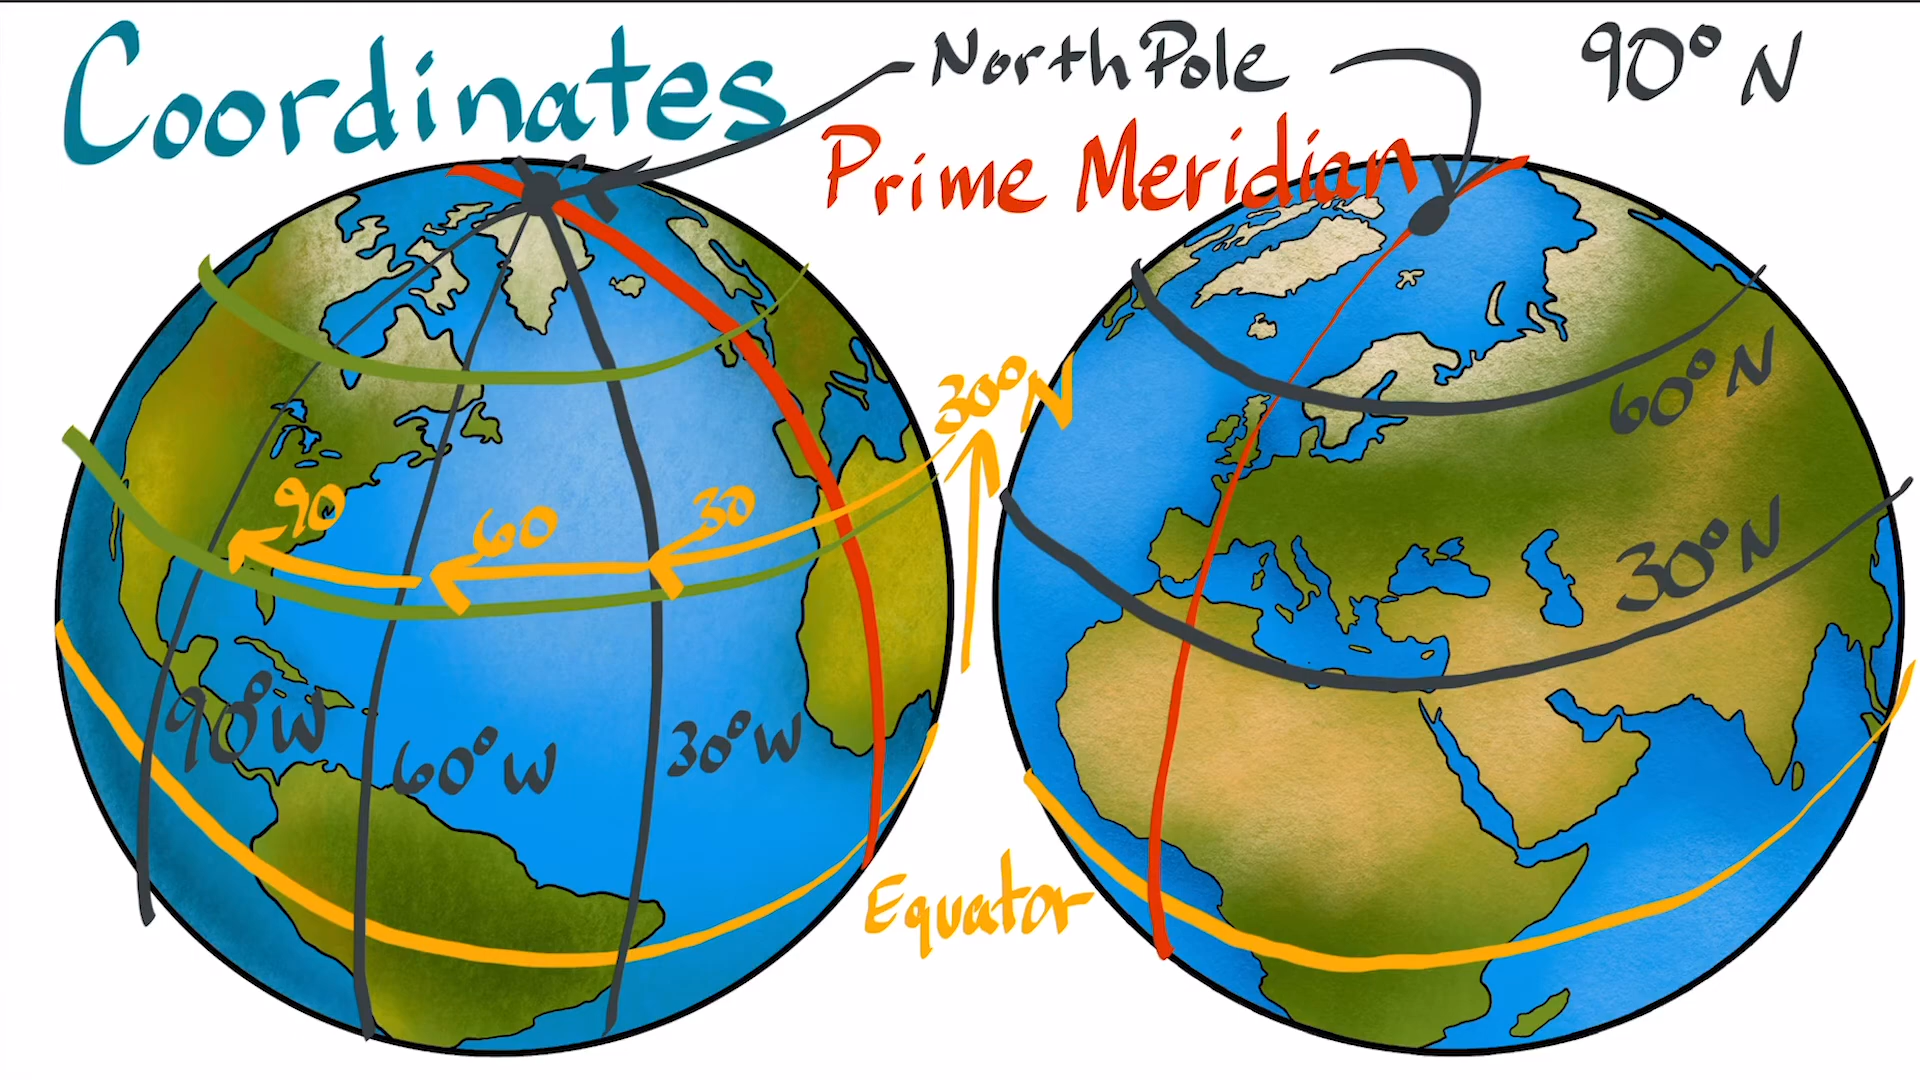 Coordinates
North Pole
90° N
Prime Meridian
30° N
60° N
90
60
30
30° N
90° W
60° W
30° W
Equator